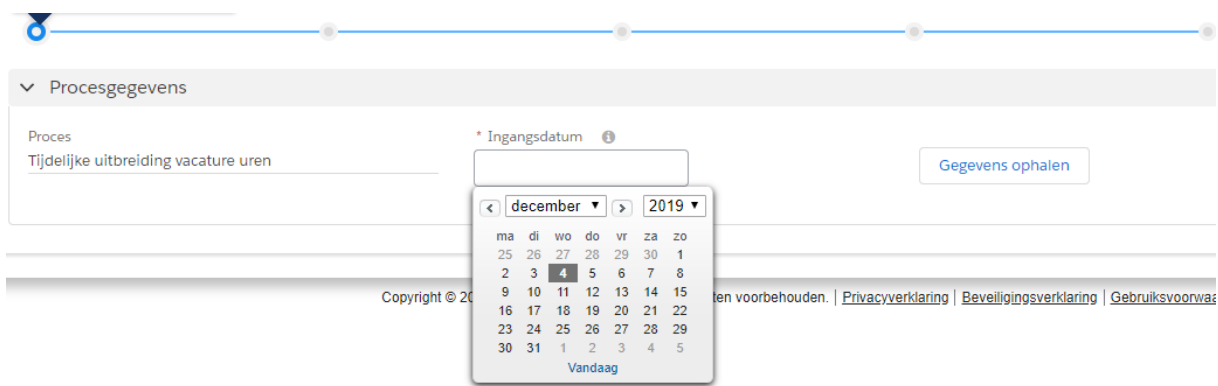 Procesgegevens
Proces
* Ingangsdatum
Tijdelijke uitbreiding vacature uren
Gegevens ophalen
december 2019
ma di wo do vr za zo
25 26 27 28 29 30 1
2 3 4 5 6 7 8
9 10 11 12 13 14 15
16 17 18 19 20 21 22
23 24 25 26 27 28 29
30 31 1 2 3 4 5
Vandaag
Copyright © voorbehouden. | Privacyverklaring | Beveiligingsverklaring |